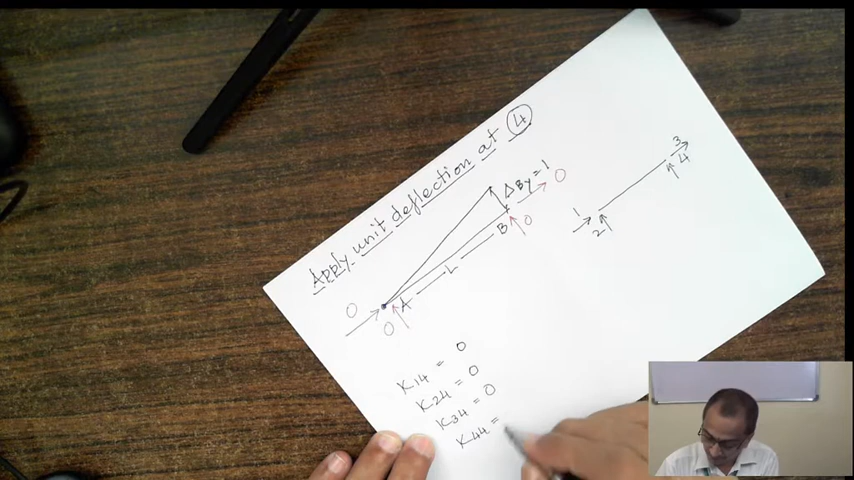 Apply unit deflection at 4
ΔBy = 1
0
0
B
L
A
0
0
1
2
3
4
K14 = 0
K24 = 0
K34 = 0
K44 =